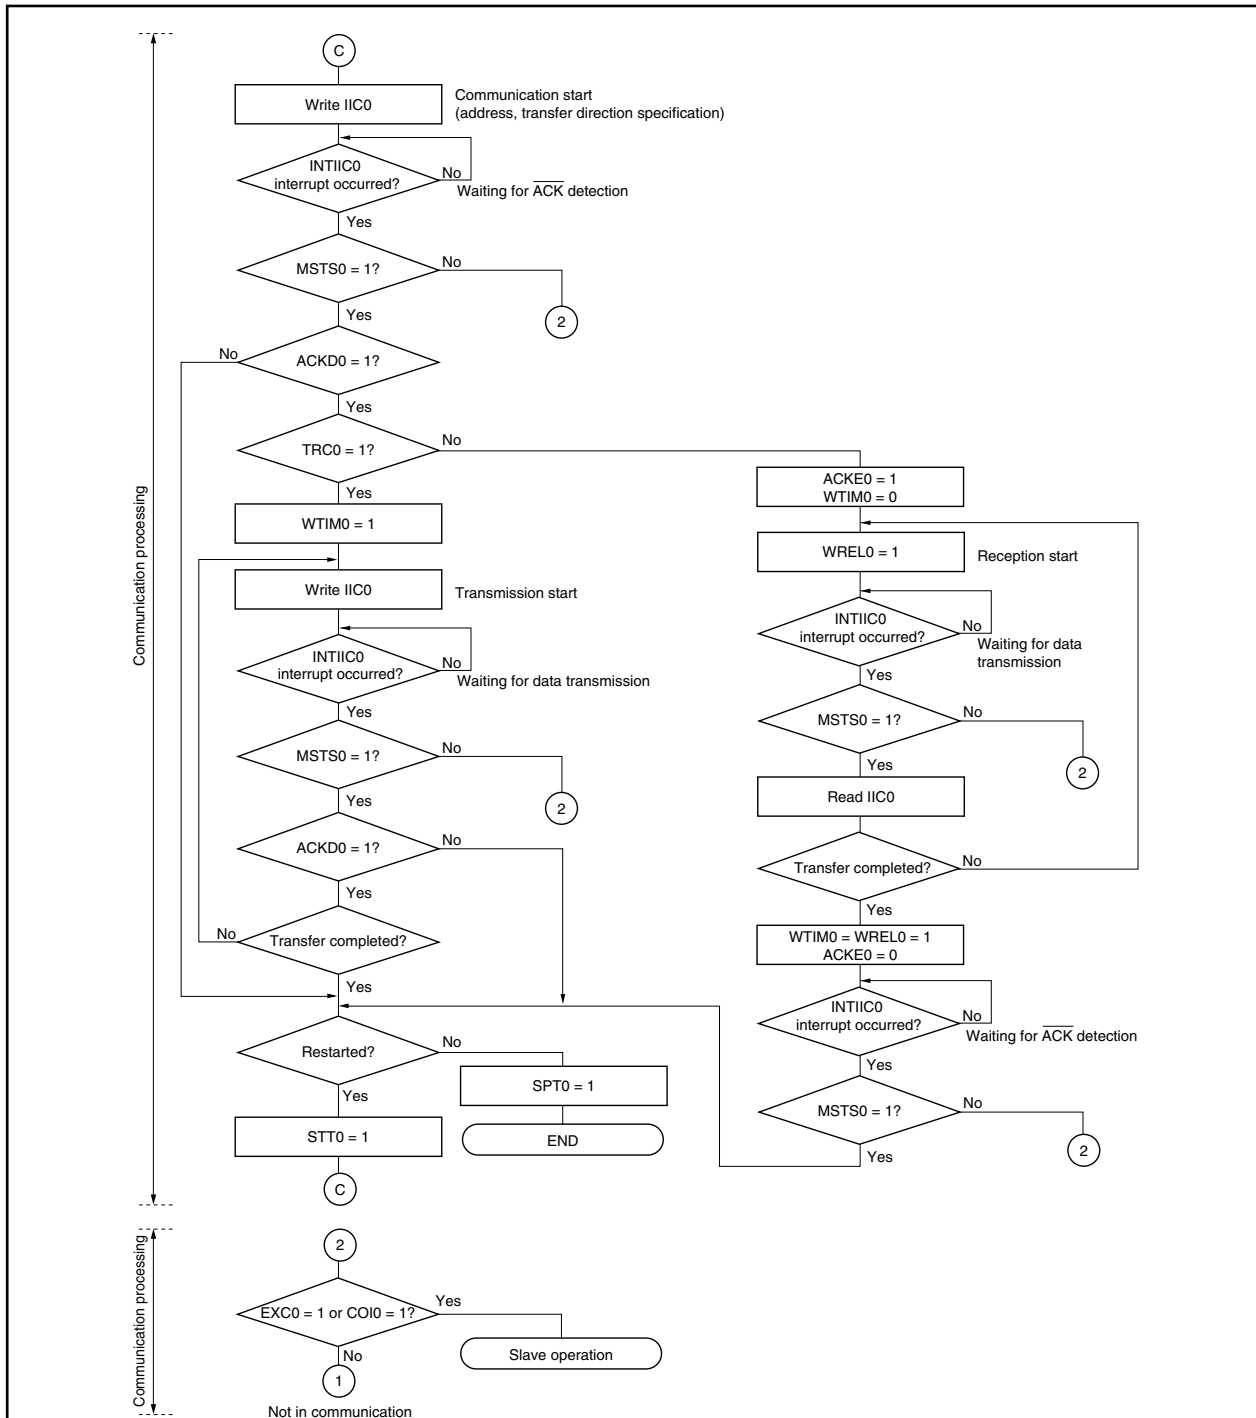 C
Write IIC0
Communication start
(address, transfer direction specification)
INTIIC0
interrupt occurred?
No
Waiting for ACK detection
Yes
MSTS0 = 1?
No
2
Yes
ACKD0 = 1?
No
Yes
TRC0 = 1?
No
Yes
WTIM0 = 1
Write IIC0
Transmission start
INTIIC0
interrupt occurred?
No
Waiting for data transmission
Yes
MSTS0 = 1?
No
2
Yes
ACKD0 = 1?
No
Yes
Transfer completed?
No
Yes
ACKE0 = 1
WTIM0 = 0
WREL0 = 1
Reception start
INTIIC0
interrupt occurred?
No
Waiting for data
transmission
Yes
MSTS0 = 1?
No
2
Yes
Read IIC0
Transfer completed?
No
Yes
WTIM0 = WREL0 = 1
ACKE0 = 0
INTIIC0
interrupt occurred?
No
Waiting for ACK detection
Yes
MSTS0 = 1?
No
2
Yes
Restarted?
No
SPT0 = 1
END
Yes
STT0 = 1
C
Communication processing
2
EXC0 = 1 or COI0 = 1?
Yes
Slave operation
No
1
Not in communication
Communication processing